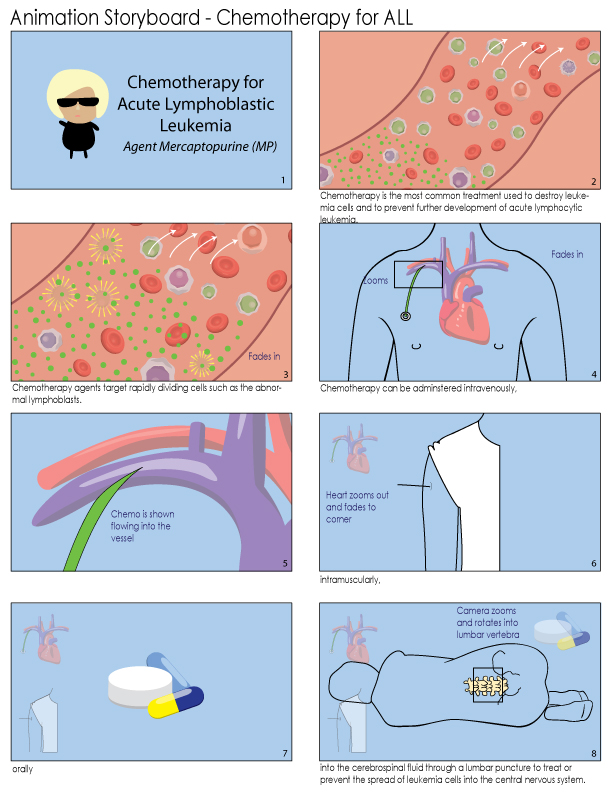 Animation Storyboard - Chemotherapy for ALL
Chemotherapy for
Acute Lymphoblastic
Leukemia
Agent Mercaptopurine (MP)
1
2
Chemotherapy is the most common treatment used to destroy leuke-
mia cells and to prevent further development of acute lymphocytic
leukemia.
Fades in
3
Chemotherapy agents target rapidly dividing cells such as the abnor-
mal lymphoblasts.
Fades in
Zooms
4
Chemotherapy can be adminstered intravenously,
Chemo is shown
flowing into the
vessel
5
Heart zooms out
and fades to
corner
6
intramuscularly,
7
orally
Camera zooms
and rotates into
lumbar vertebra
8
into the cerebrospinal fluid through a lumbar puncture to treat or
prevent the spread of leukemia cells into the central nervous system.